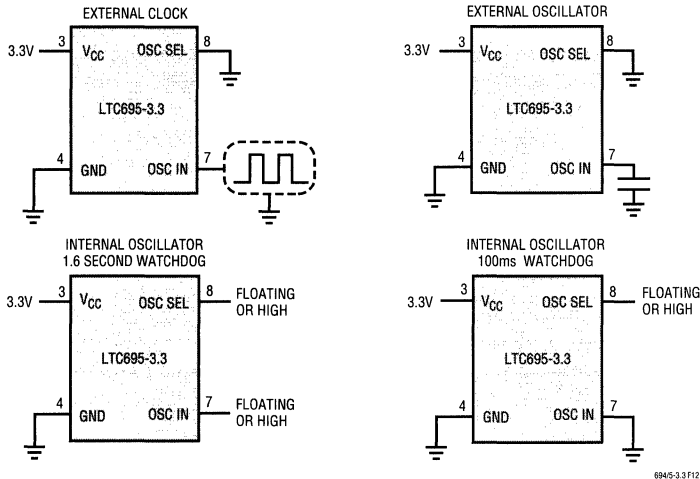 EXTERNAL CLOCK
3.3V
3
VCC
OSC SEL
8
LTC695-3.3
4
GND
OSC IN
7
EXTERNAL OSCILLATOR
3.3V
3
VCC
OSC SEL
8
LTC695-3.3
4
GND
OSC IN
7
INTERNAL OSCILLATOR
1.6 SECOND WATCHDOG
3.3V
3
VCC
OSC SEL
8
FLOATING
OR HIGH
LTC695-3.3
4
GND
OSC IN
7
FLOATING
OR HIGH
INTERNAL OSCILLATOR
100ms WATCHDOG
3.3V
3
VCC
OSC SEL
8
FLOATING
OR HIGH
LTC695-3.3
4
GND
OSC IN
7
694/5-3.3 F12